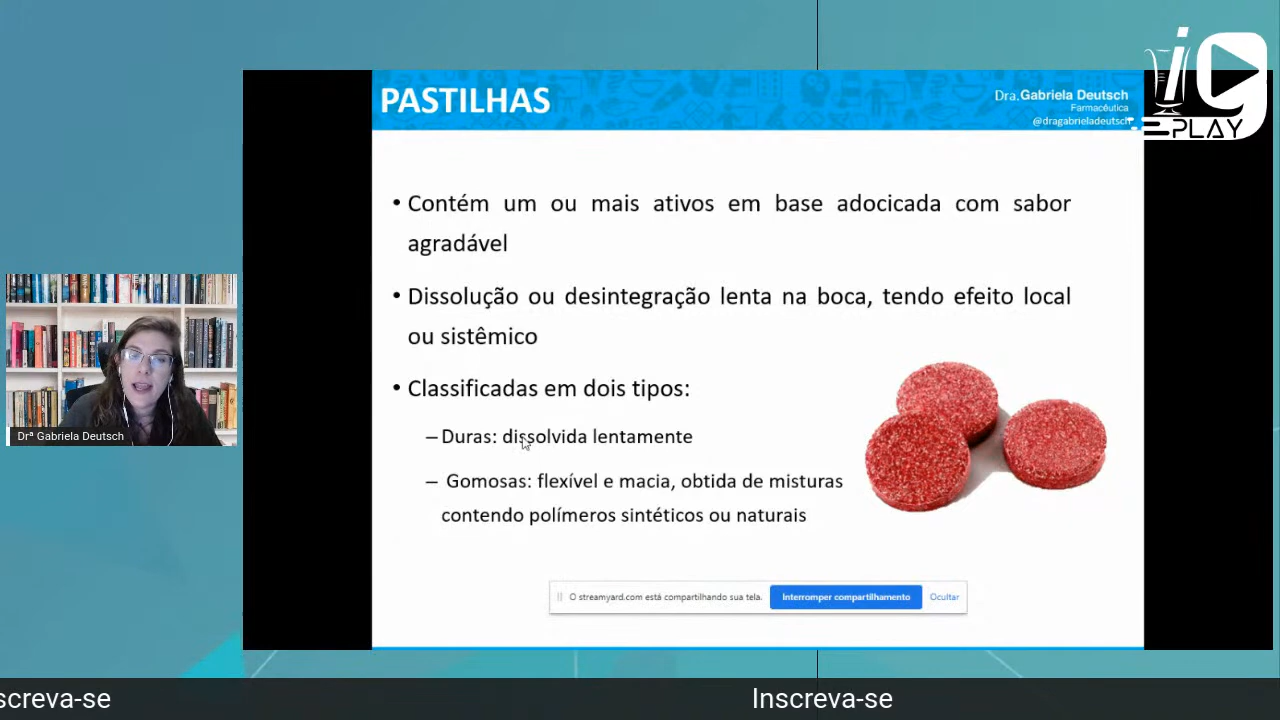 PASTILHAS
Dra.Gabriela Deutsch
Farmacêutica
@dragabrieladeutsch
PLAY
• Contém um ou mais ativos em base adocicada com sabor
agradável
• Dissolução ou desintegração lenta na boca, tendo efeito local
ou sistêmico
• Classificadas em dois tipos:
– Duras: dissolvida lentamente
– Gomosas: flexível e macia, obtida de misturas
contendo polímeros sintéticos ou naturais
Drª Gabriela Deutsch
O streamyard.com está compartilhando sua tela. Interromper compartilhamento Ocultar
screva-se Inscreva-se